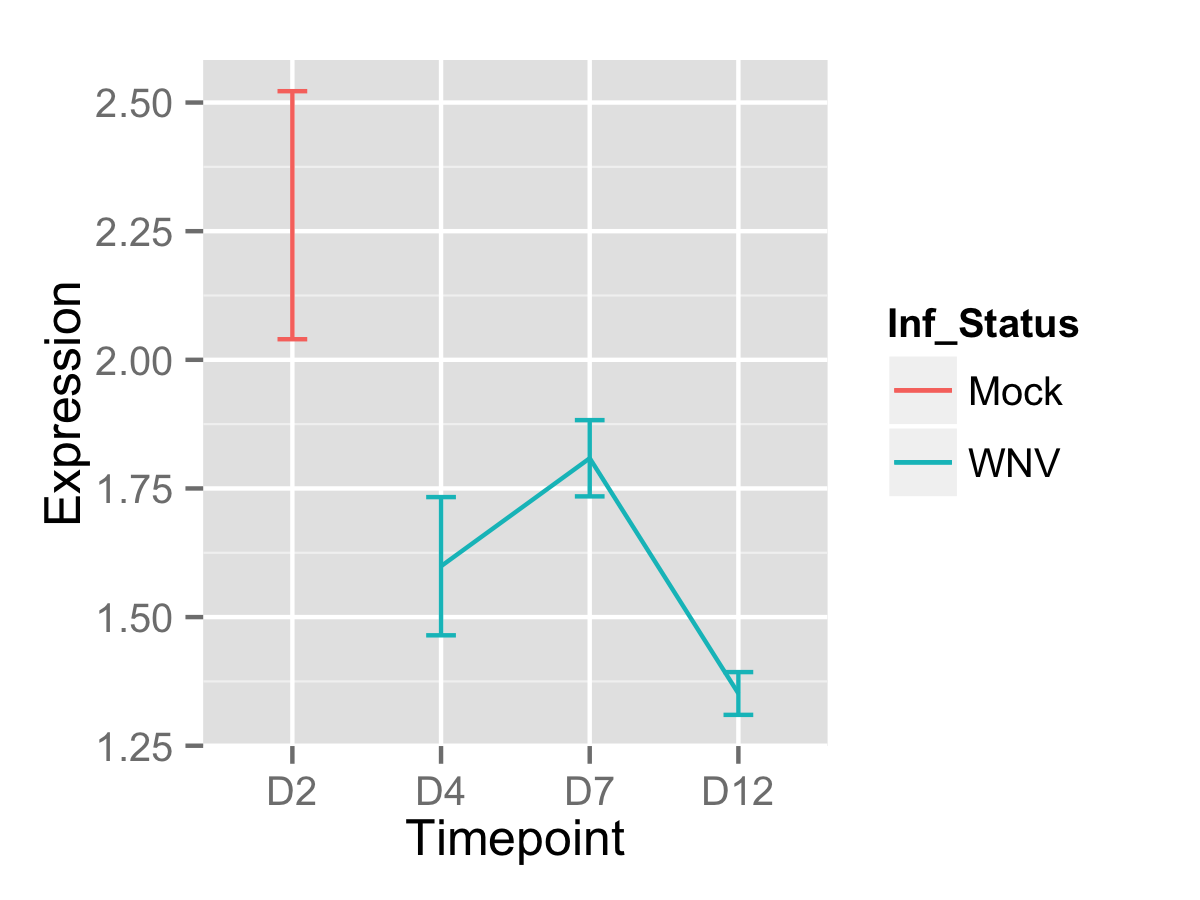 2.50
2.25
2.00
1.75
1.50
1.25
Expression
D2 D4 D7 D12
Timepoint
Inf_Status
Mock
WNV